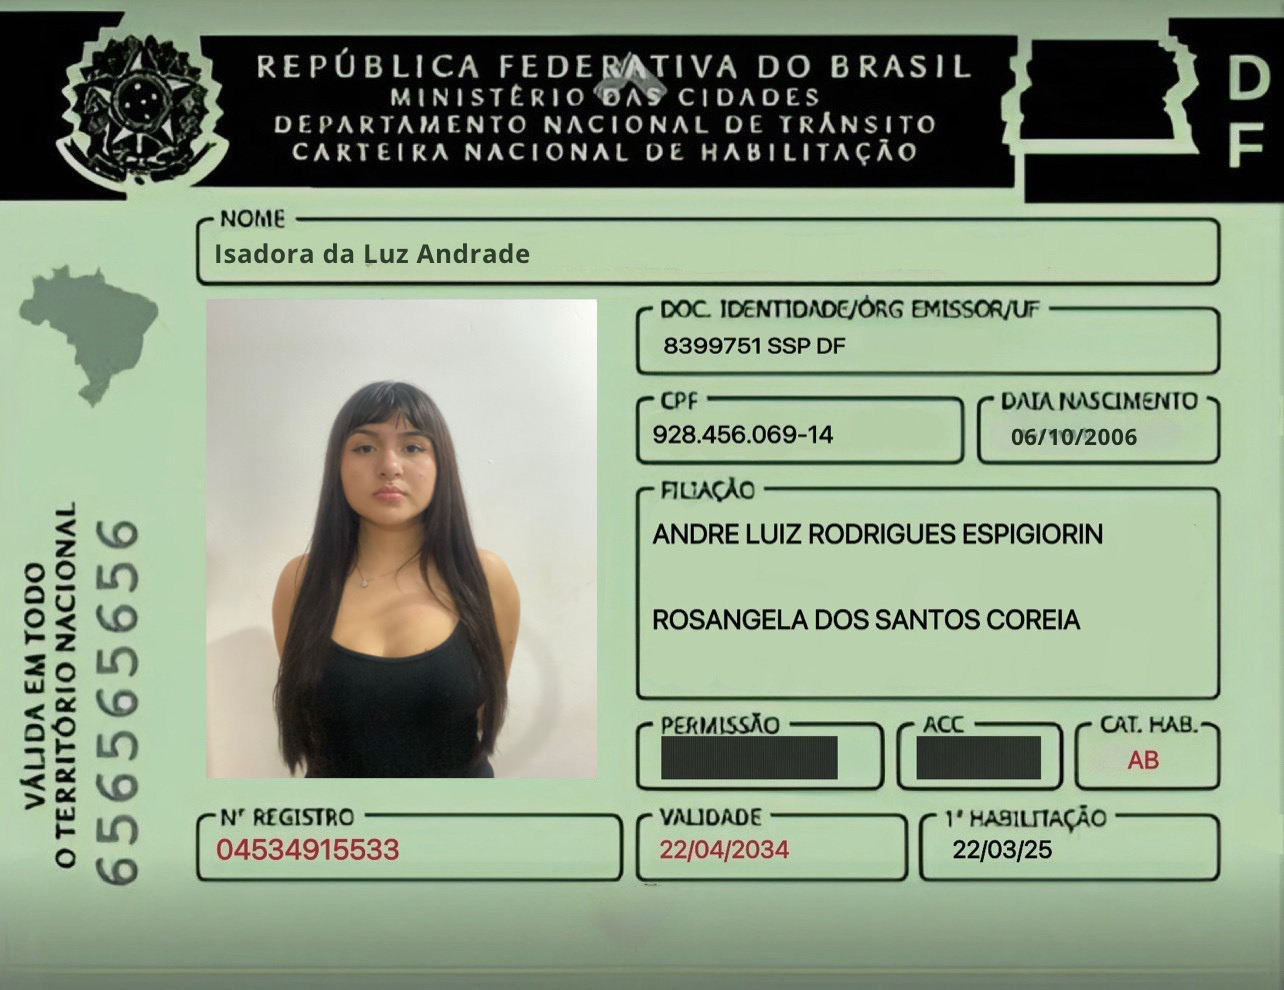 REPÚBLICA FEDERATIVA DO BRASIL
MINISTÉRIO DAS CIDADES
DEPARTAMENTO NACIONAL DE TRÂNSITO
CARTEIRA NACIONAL DE HABILITAÇÃO
DF
NOME
Isadora da Luz Andrade
DOC. IDENTIDADE/ÓRG EMISSOR/UF
8399751 SSP DF
CPF
928.456.069-14
DATA NASCIMENTO
06/10/2006
FILIAÇÃO
ANDRE LUIZ RODRIGUES ESPIGIORIN
ROSANGELA DOS SANTOS COREIA
PERMISSÃO
ACC
CAT. HAB.
AB
Nº REGISTRO
04534915533
VALIDADE
22/04/2034
1ª HABILITAÇÃO
22/03/25
VÁLIDA EM TODO
O TERRITÓRIO NACIONAL
6565656556